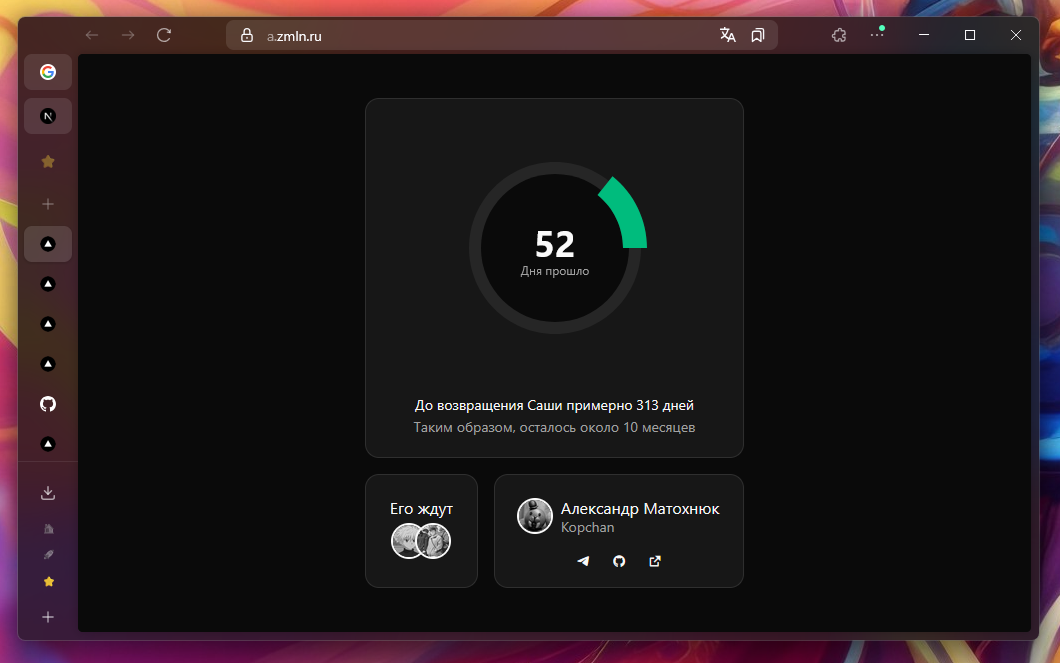 a.zmln.ru
52
Дня прошло
До возвращения Саши примерно 313 дней
Таким образом, осталось около 10 месяцев
Его ждут
Александр Матохнюк
Kopchan